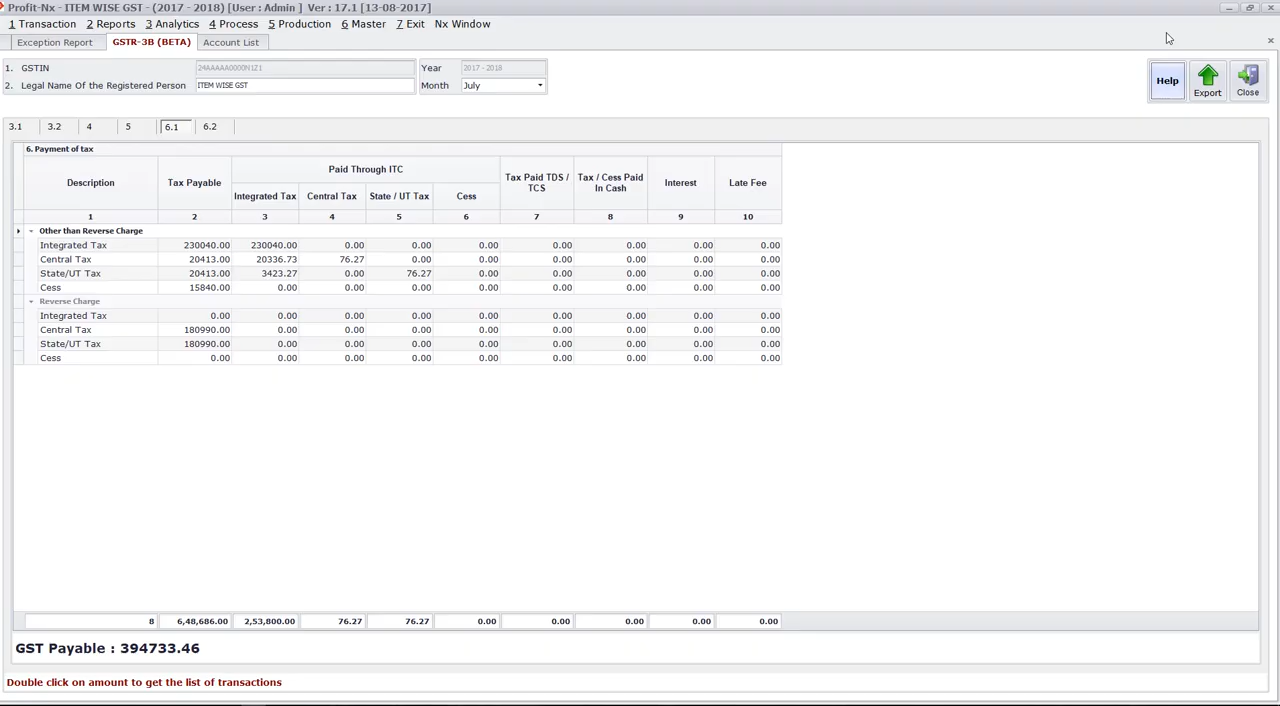 Profit-Nx - ITEM WISE GST - (2017 - 2018) [User : Admin ] Ver : 17.1 [13-08-2017]
1 Transaction 2 Reports 3 Analytics 4 Process 5 Production 6 Master 7 Exit Nx Window
Exception Report GSTR-3B (BETA) Account List
1. GSTIN 24AAAAA0000N1Z1 Year 2017 - 2018
2. Legal Name Of the Registered Person ITEM WISE GST Month July
Help Export Close
3.1 3.2 4 5 6.1 6.2
6. Payment of tax
Description Tax Payable Paid Through ITC Tax Paid TDS / TCS Tax / Cess Paid In Cash Interest Late Fee
Integrated Tax Central Tax State / UT Tax Cess
1 2 3 4 5 6 7 8 9 10
Other than Reverse Charge
Integrated Tax 230040.00 230040.00 0.00 0.00 0.00 0.00 0.00 0.00 0.00
Central Tax 20413.00 20336.73 76.27 0.00 0.00 0.00 0.00 0.00 0.00
State/UT Tax 20413.00 3423.27 0.00 76.27 0.00 0.00 0.00 0.00 0.00
Cess 15840.00 0.00 0.00 0.00 0.00 0.00 0.00 0.00 0.00
Reverse Charge
Integrated Tax 0.00 0.00 0.00 0.00 0.00 0.00 0.00 0.00 0.00
Central Tax 180990.00 0.00 0.00 0.00 0.00 0.00 0.00 0.00 0.00
State/UT Tax 180990.00 0.00 0.00 0.00 0.00 0.00 0.00 0.00 0.00
Cess 0.00 0.00 0.00 0.00 0.00 0.00 0.00 0.00 0.00
8 6,48,686.00 2,53,800.00 76.27 76.27 0.00 0.00 0.00 0.00 0.00
GST Payable : 394733.46
Double click on amount to get the list of transactions